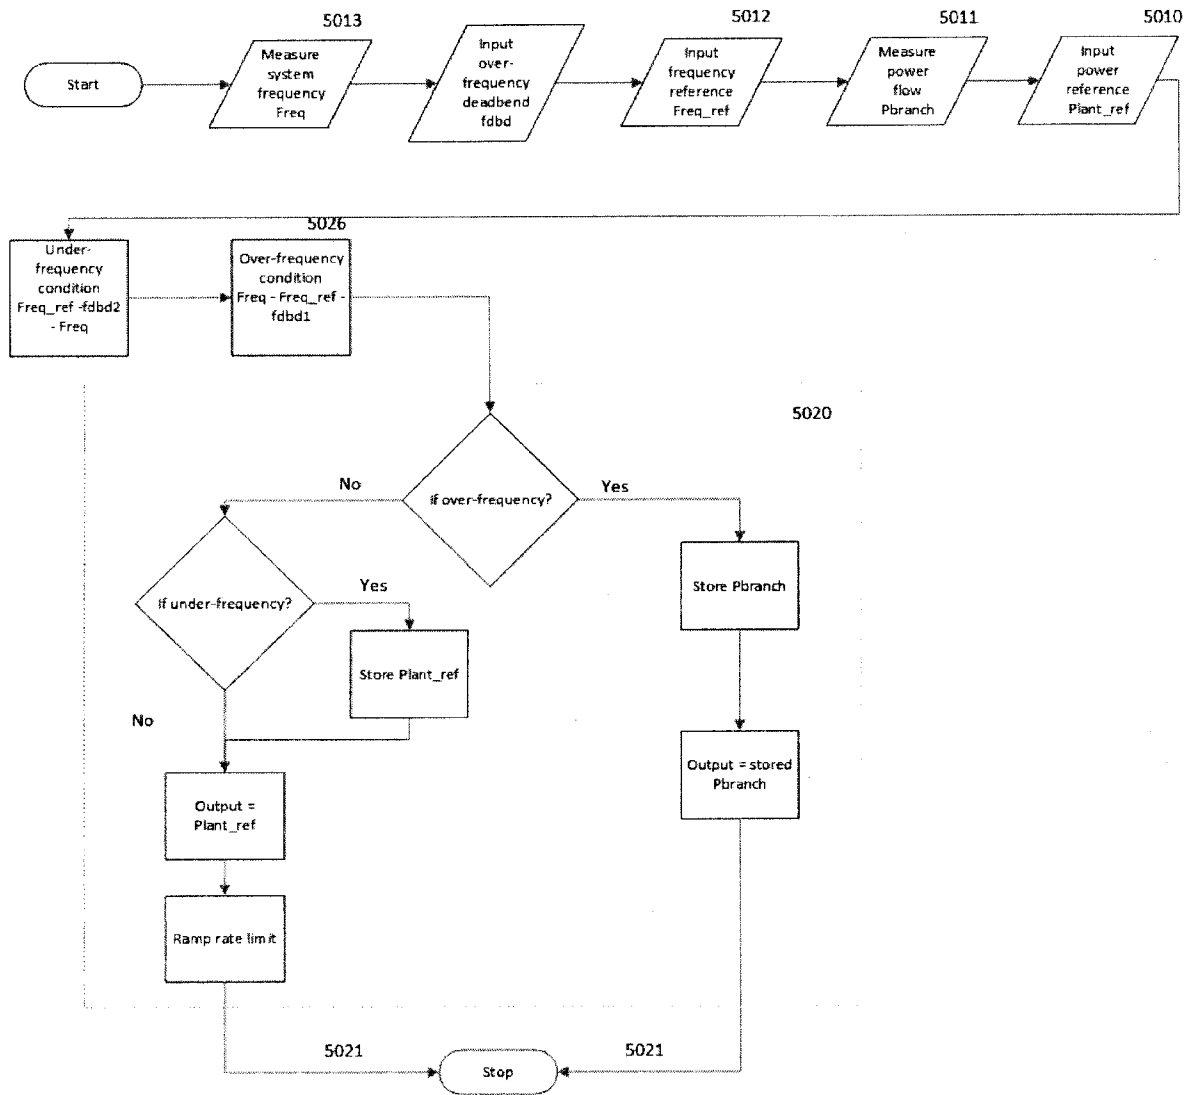 5013
5012
5011
5010
Start
Measure
system
frequency
Freq
Input
over-
frequency
deadbend
fdbd
Input
frequency
reference
Freq_ref
Measure
power
flow
Pbranch
Input
power
reference
Plant_ref
5026
Under-
frequency
condition
Freq_ref -fdbd2
- Freq
Over-frequency
condition
Freq - Freq_ref -
fdbd1
5020
No
If over-frequency?
Yes
If under-frequency?
Yes
Store Pbranch
Store Plant_ref
No
Output = stored
Pbranch
Output =
Plant_ref
Ramp rate limit
5021
5021
Stop